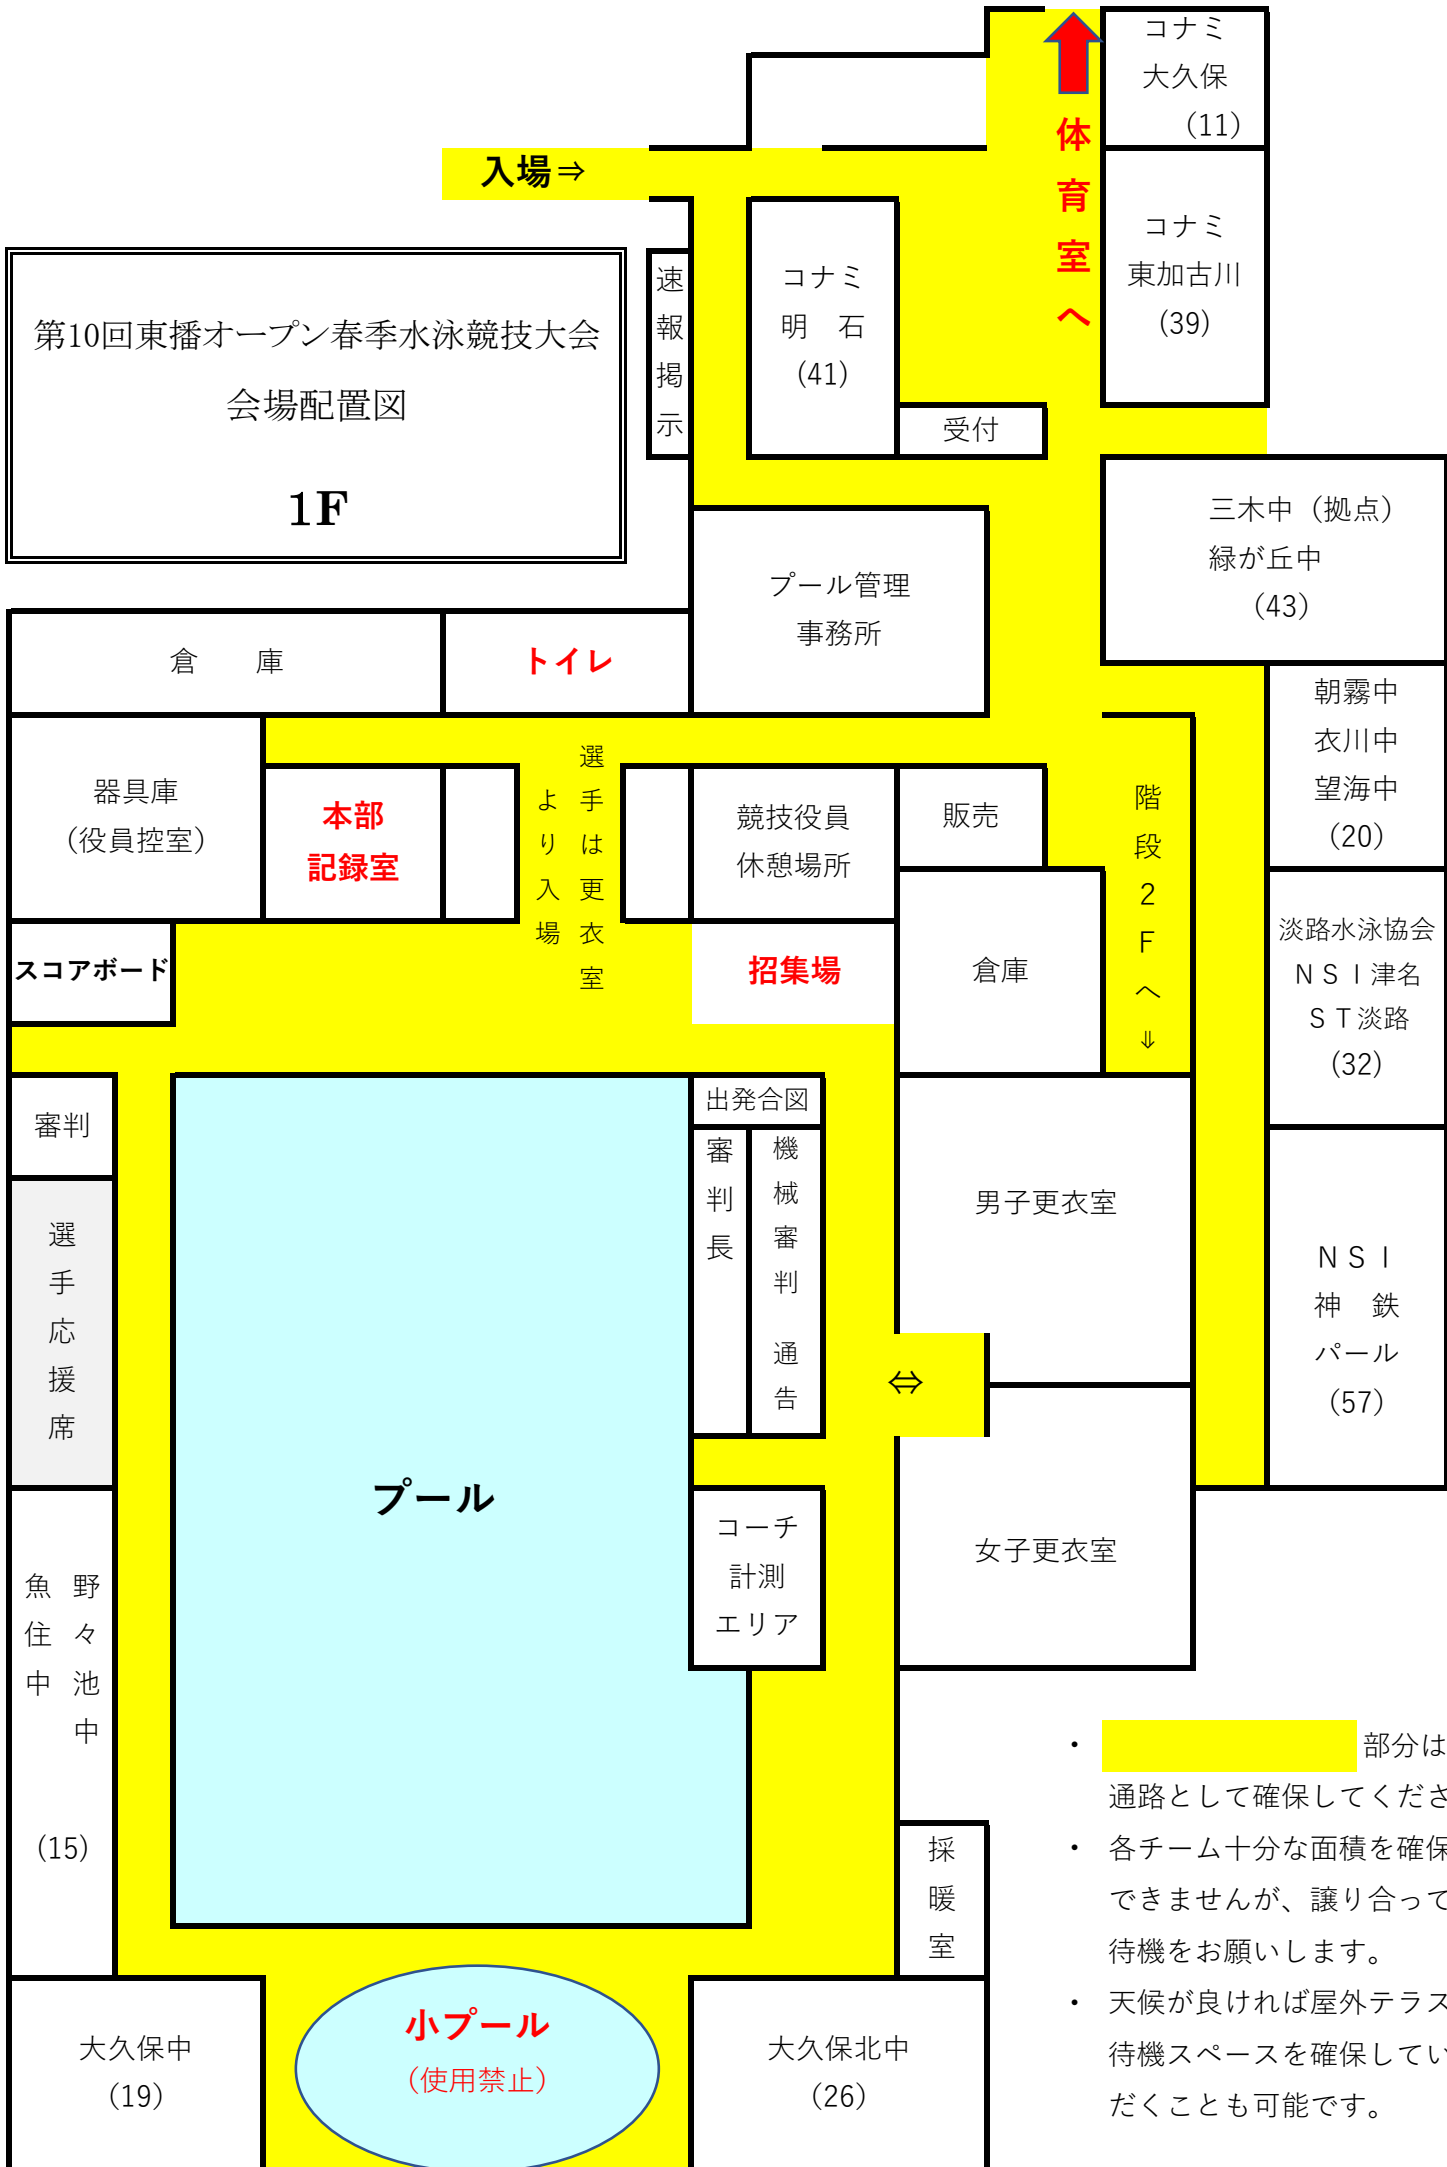 コナミ
大久保
(11)
体育室へ
入場⇒
コナミ
東加古川
(39)
第10回東播オープン春季水泳競技大会
会場配置図
1F
速報掲示
コナミ
明　石
(41)
受付
三木中（拠点）
緑が丘中
(43)
プール管理
事務所
倉　　庫
トイレ
朝霧中
衣川中
望海中
(20)
器具庫
(役員控室)
本部
記録室
選手は更衣室
より入場
競技役員
休憩場所
販売
階段２Ｆへ⇓
淡路水泳協会
ＮＳＩ津名
ＳＴ淡路
(32)
スコアボード
招集場
倉庫
審判
出発合図
審判長
機械審判　通告
男子更衣室
選手応援席
ＮＳＩ
神　鉄
パール
(57)
⇔
プール
コーチ
計測
エリア
女子更衣室
野々池中
魚住中
(15)
・　　　　　部分は
通路として確保してくださ
・ 各チーム十分な面積を確保
できませんが、譲り合って
待機をお願いします。
・ 天候が良ければ屋外テラス
待機スペースを確保してい
だくことも可能です。
採暖室
大久保中
(19)
小プール
(使用禁止)
大久保北中
(26)